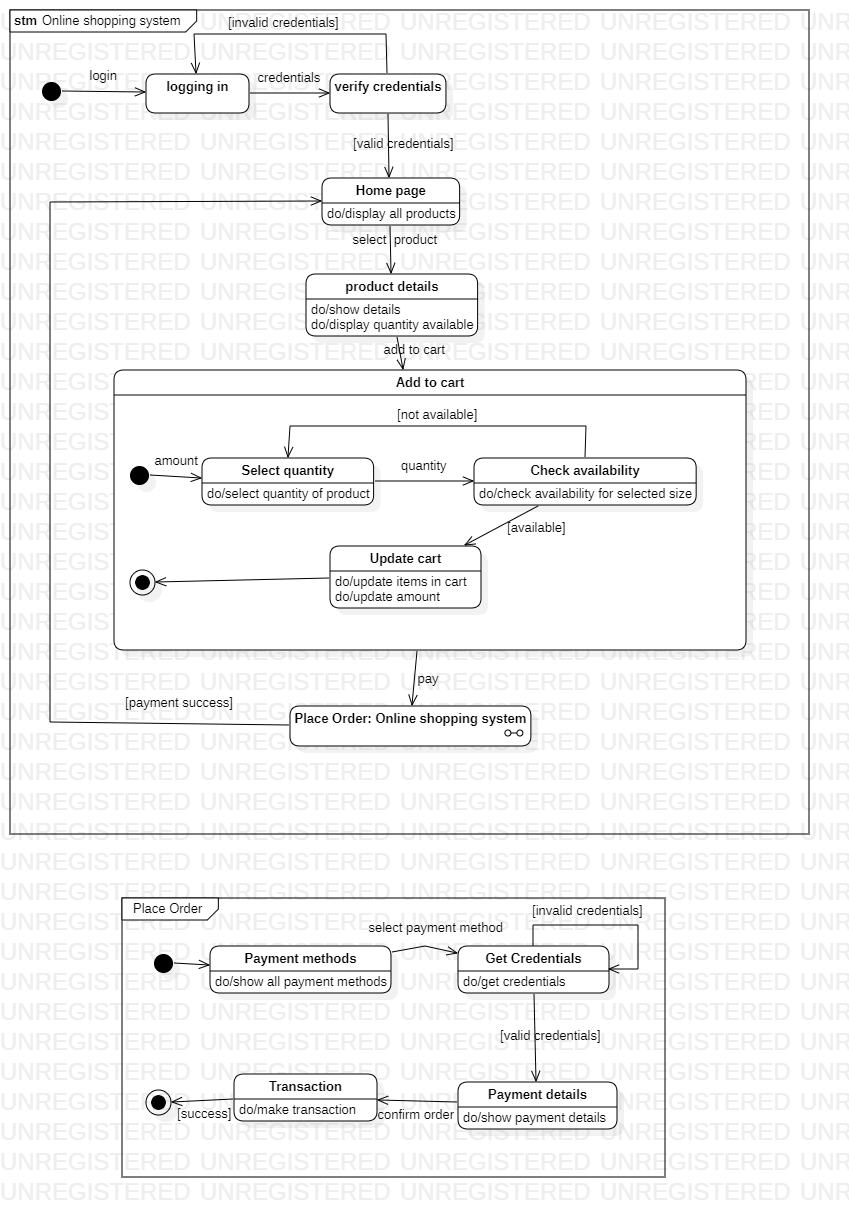 stm Online shopping system
[invalid credentials]
login
logging in
credentials
verify credentials
[valid credentials]
Home page
do/display all products
select product
product details
do/show details
do/display quantity available
add to cart
Add to cart
[not available]
amount
Select quantity
do/select quantity of product
quantity
Check availability
do/check availability for selected size
[available]
Update cart
do/update items in cart
do/update amount
pay
[payment success]
Place Order: Online shopping system
Place Order
[invalid credentials]
select payment method
Payment methods
do/show all payment methods
Get Credentials
do/get credentials
[valid credentials]
Transaction
do/make transaction
[success]
confirm order
Payment details
do/show payment details
UNREGISTERED